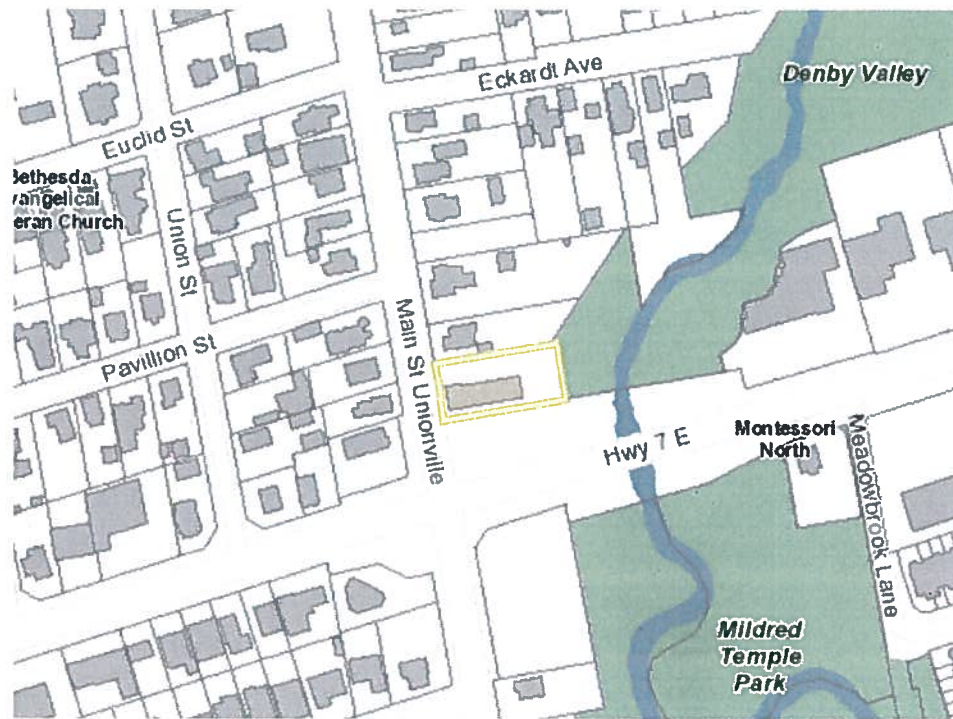 Eckardt Ave
Denby Valley
Euclid St
Bethesda
vangelical
eran Church
Union St
Main St Unionville
Pavillion St
Hwy 7 E
Montessori
North
Meadowbrook Lane
Mildred
Temple
Park